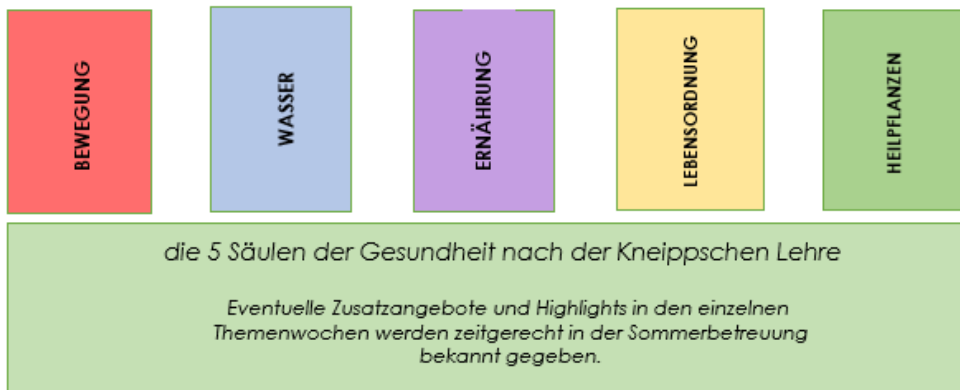 BEWEGUNG
WASSER
ERNÄHRUNG
LEBENSORDNUNG
HEILPFLANZEN
die 5 Säulen der Gesundheit nach der Kneippschen Lehre
Eventuelle Zusatzangebote und Highlights in den einzelnen
Themenwochen werden zeitgerecht in der Sommerbetreuung
bekannt gegeben.